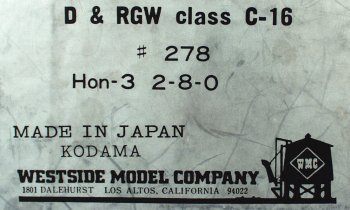 D & RGW class C-16
# 278
Hon-3 2-8-0
MADE IN JAPAN
KODAMA
WMC
WESTSIDE MODEL COMPANY
1801 DALEHURST LOS ALTOS, CALIFORNIA 94022